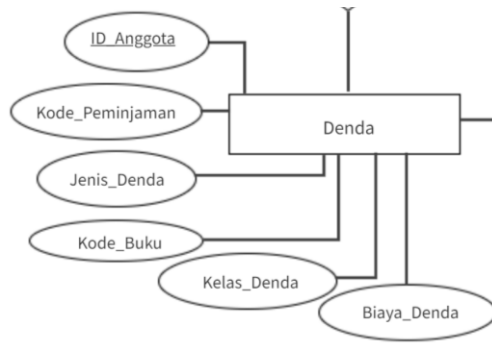 ID_Anggota
Kode_Peminjaman
Denda
Jenis_Denda
Kode_Buku
Kelas_Denda
Biaya_Denda